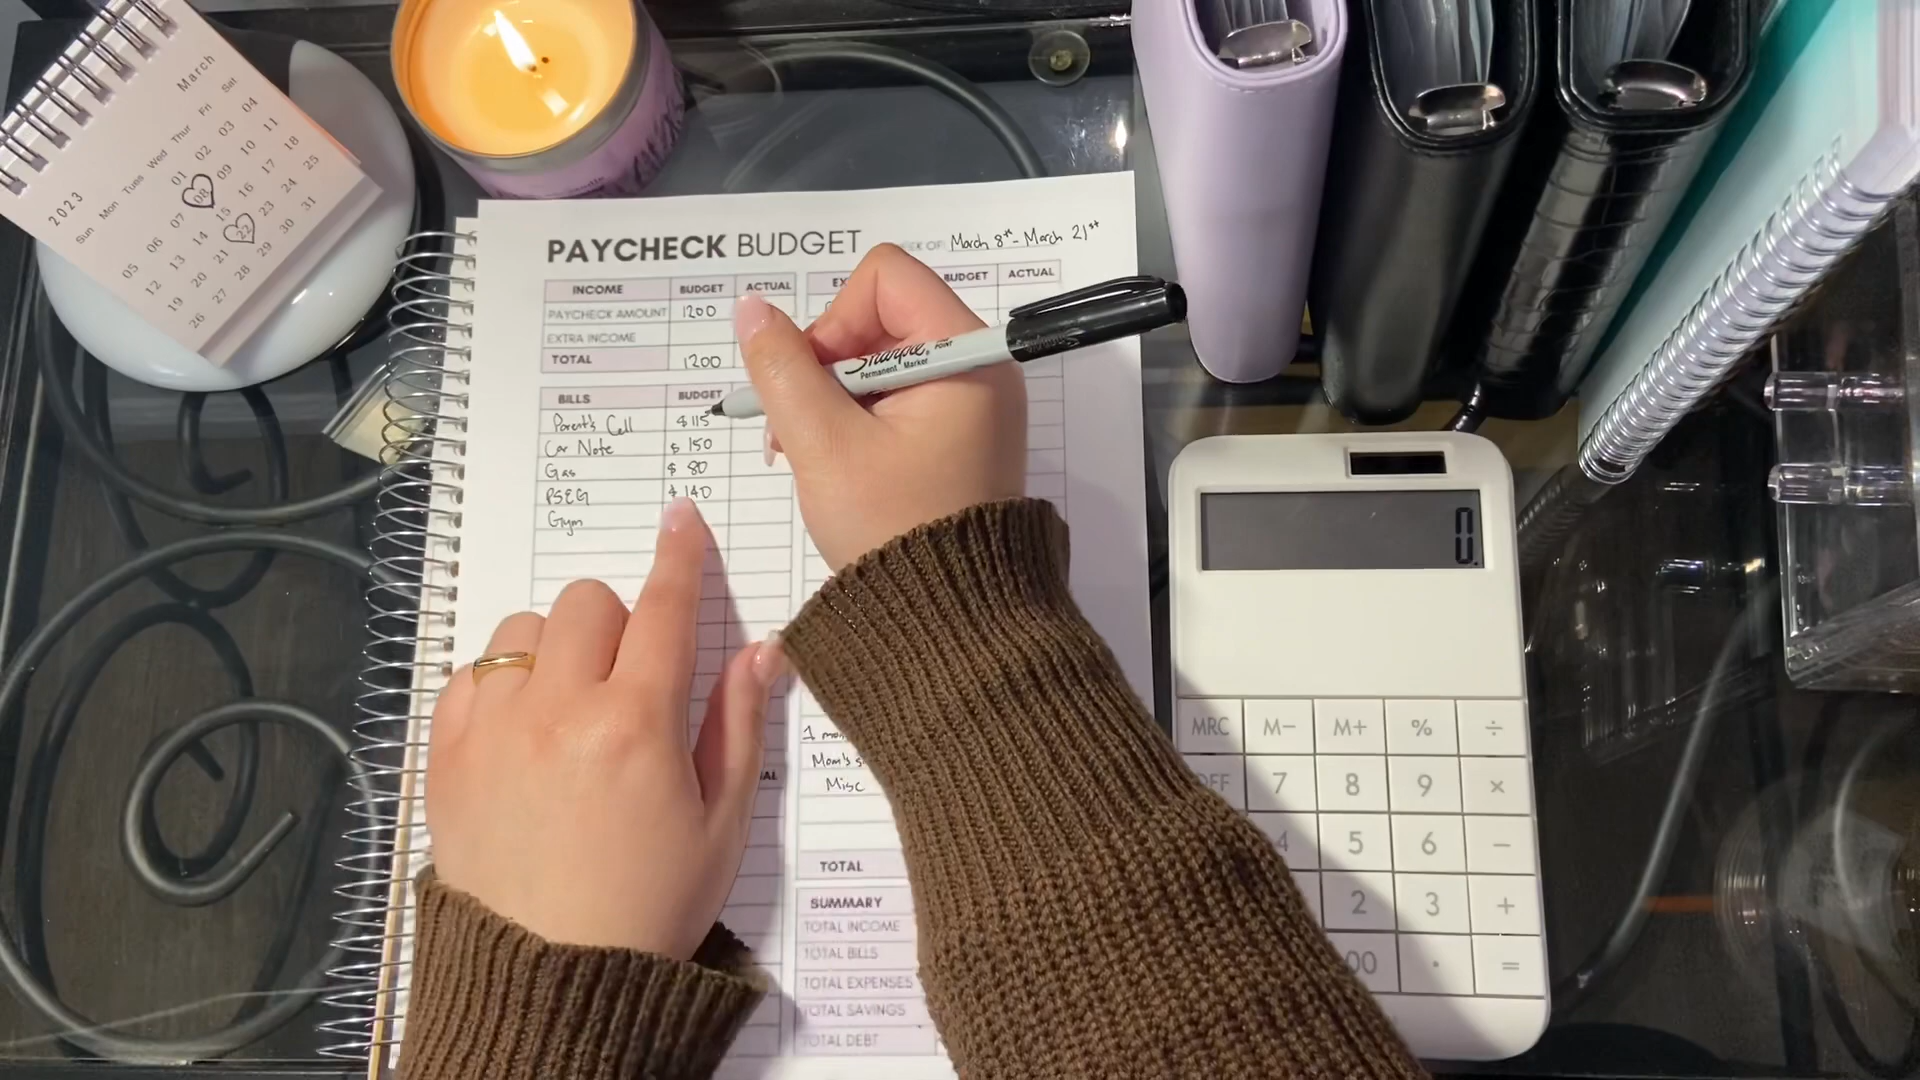 March
2023
Sun Mon Tues Wed Thur Fri Sat
01 02 03 04
05 06 07 08 09 10 11
12 13 14 15 16 17 18
19 20 21 22 23 24 25
26 27 28 29 30 31
PAYCHECK BUDGET
March 8th - March 21st
INCOME BUDGET ACTUAL
PAYCHECK AMOUNT 1200
EXTRA INCOME
TOTAL 1200
BUDGET ACTUAL
BILLS BUDGET
Parent's Cell $115
Car Note $150
Gas $80
PSEG $140
Gym
Mom's
Misc
TOTAL
SUMMARY
TOTAL INCOME
TOTAL BILLS
TOTAL EXPENSES
TOTAL SAVINGS
TOTAL DEBT
Sharpie
FINE POINT
Permanent Marker
0.
MRC M− M+ % ÷
7 8 9 ×
4 5 6 −
2 3 +
00 . =